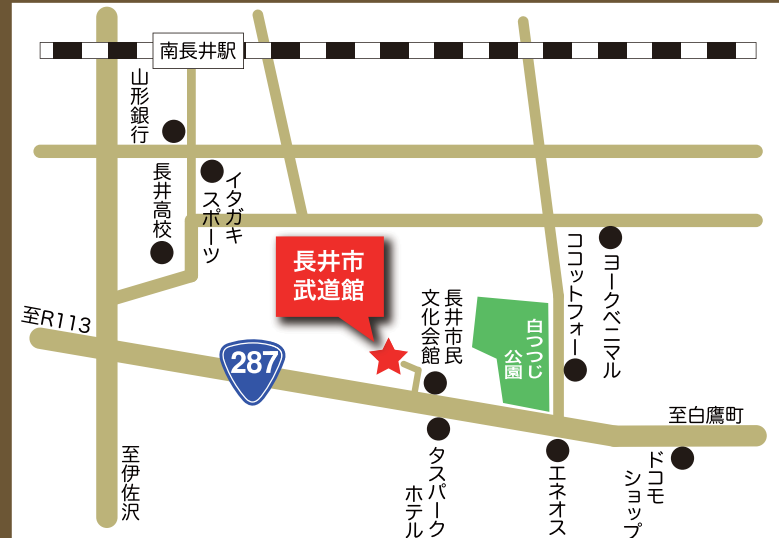 南長井駅
山形銀行
長井高校
イタガキ
スポーツ
長井市
武道館
至R113
287
長井市民
文化会館
白つつじ
公園
ココットフォー
ヨークベニマル
至白鷹町
至伊佐沢
タスパーク
ホテル
エネオス
ドコモ
ショップ